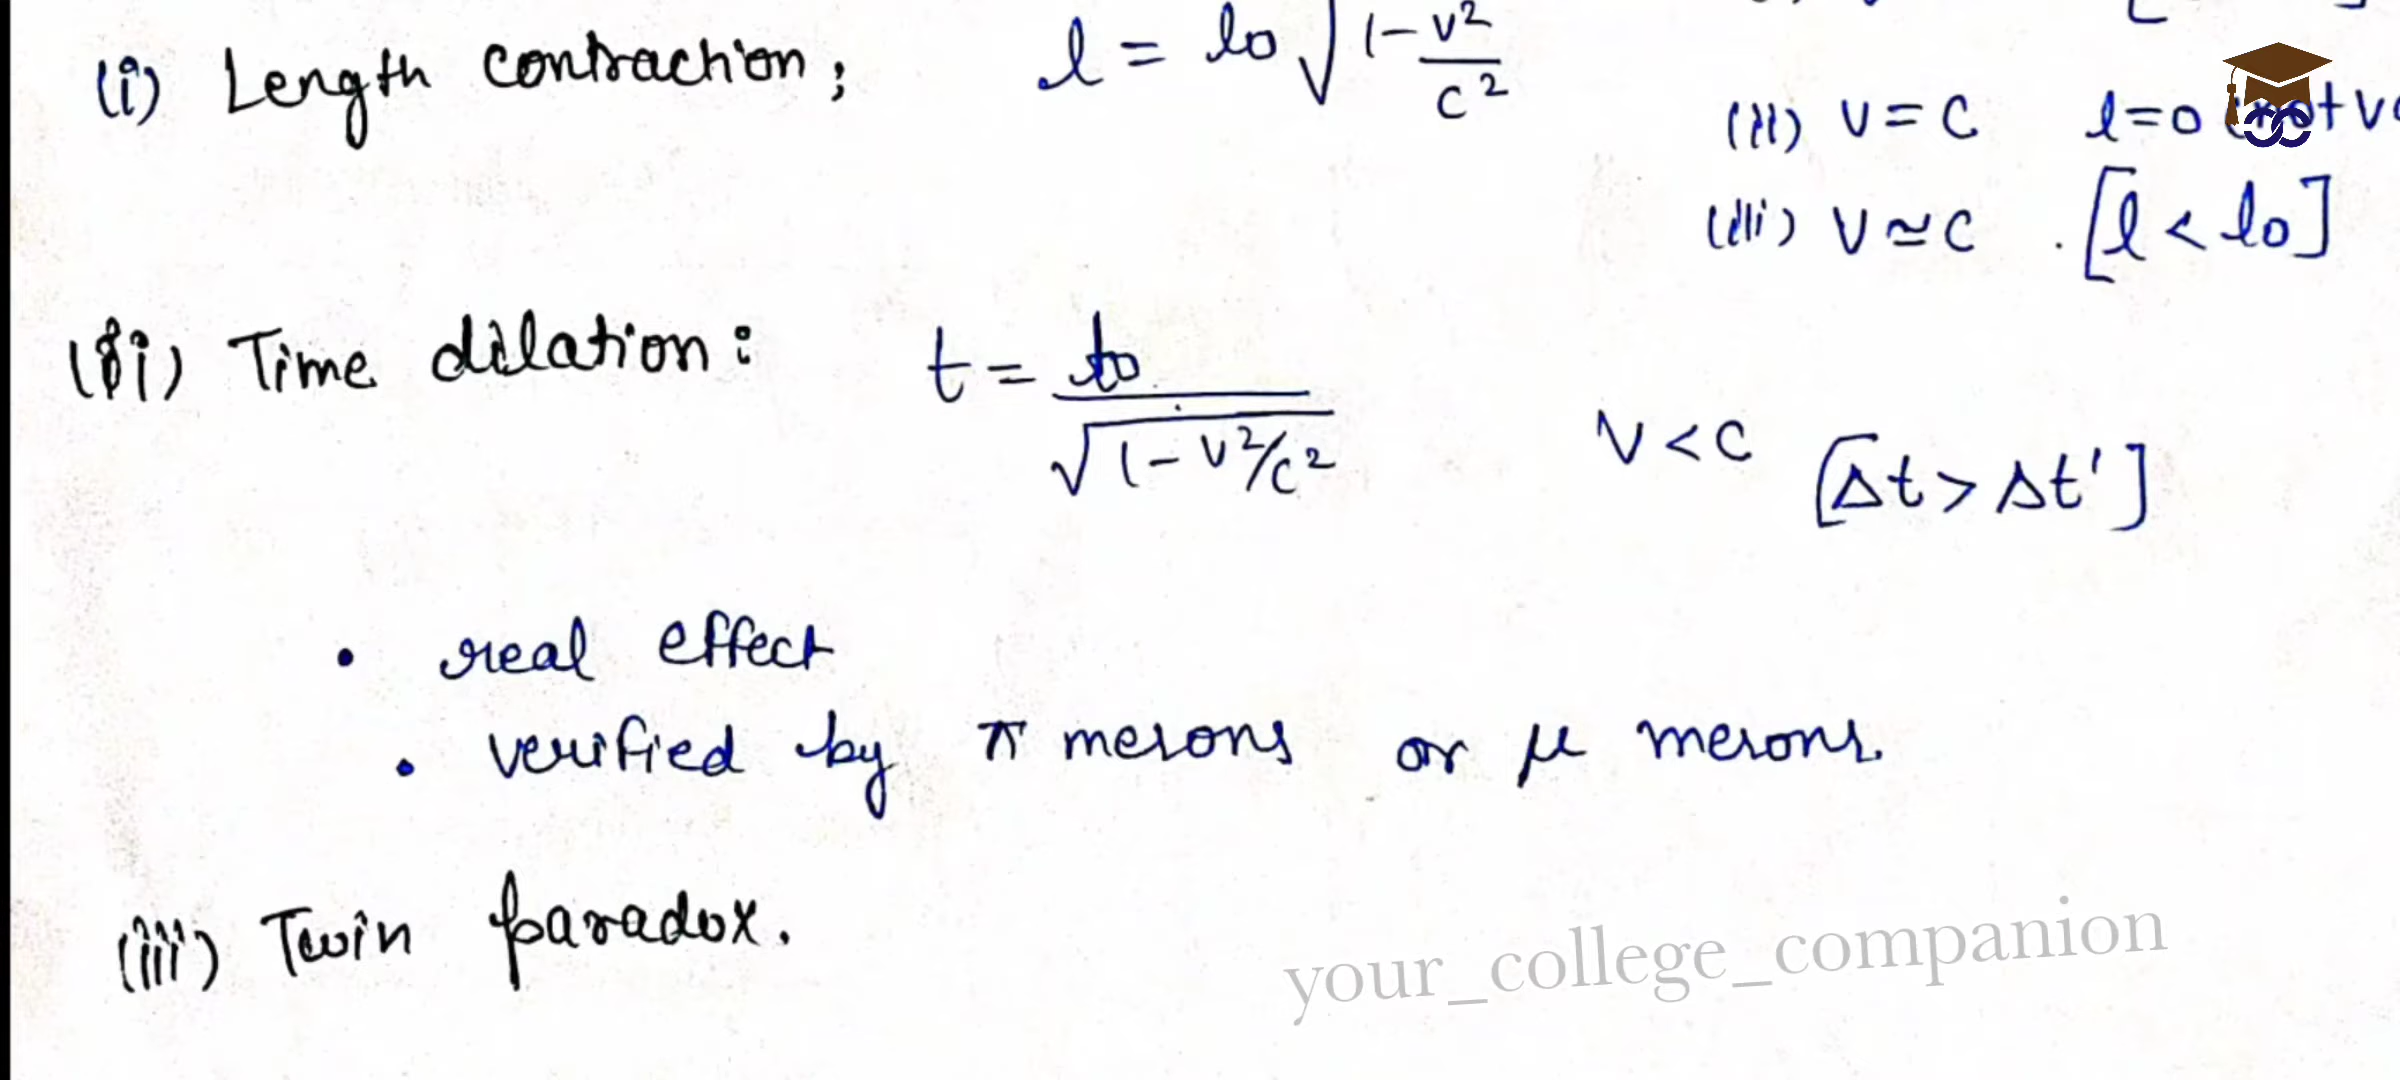 (i) Length contraction; l = lo √1-v²/c²
(ii) v = c l=0 (not v
(iii) v ≃ c . [l < lo]
(ii) Time dilation: t = to/√1-v²/c²
v < c [Δt > Δt']
• real effect
• verified by π mesons or μ mesons.
(iii) Twin paradox.
your_college_companion